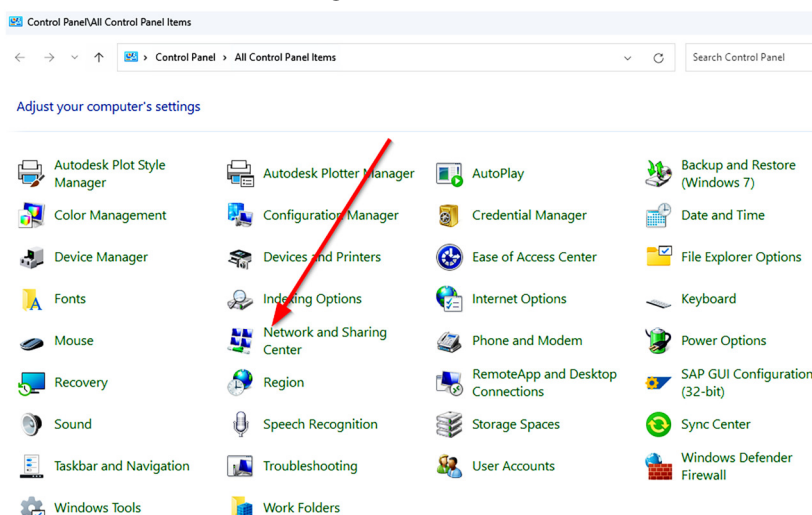 Control Panel\All Control Panel Items
Control Panel > All Control Panel Items
Search Control Panel
Adjust your computer's settings
Autodesk Plot Style
Manager
Autodesk Plotter Manager
AutoPlay
Backup and Restore
(Windows 7)
Color Management
Configuration Manager
Credential Manager
Date and Time
Device Manager
Devices and Printers
Ease of Access Center
File Explorer Options
Fonts
Indexing Options
Internet Options
Keyboard
Mouse
Network and Sharing
Center
Phone and Modem
Power Options
Recovery
Region
RemoteApp and Desktop
Connections
SAP GUI Configuration
(32-bit)
Sound
Speech Recognition
Storage Spaces
Sync Center
Taskbar and Navigation
Troubleshooting
User Accounts
Windows Defender
Firewall
Windows Tools
Work Folders